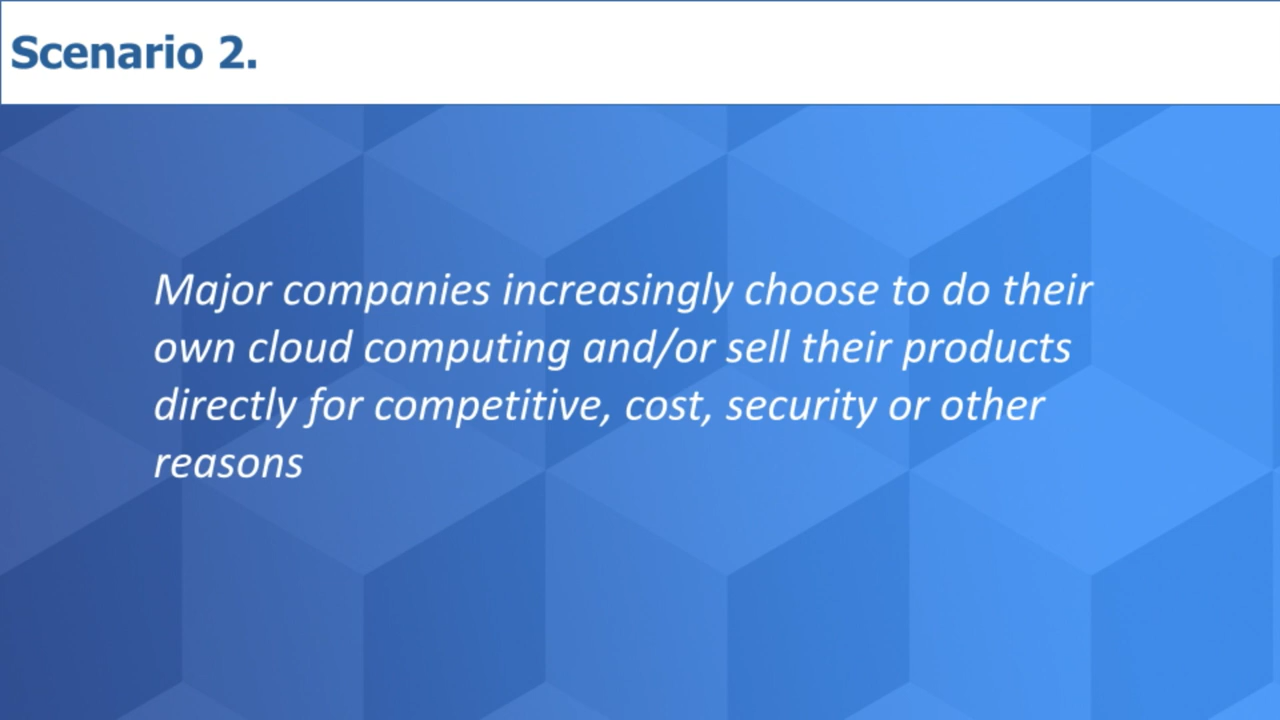 Scenario 2.
Major companies increasingly choose to do their
own cloud computing and/or sell their products
directly for competitive, cost, security or other
reasons